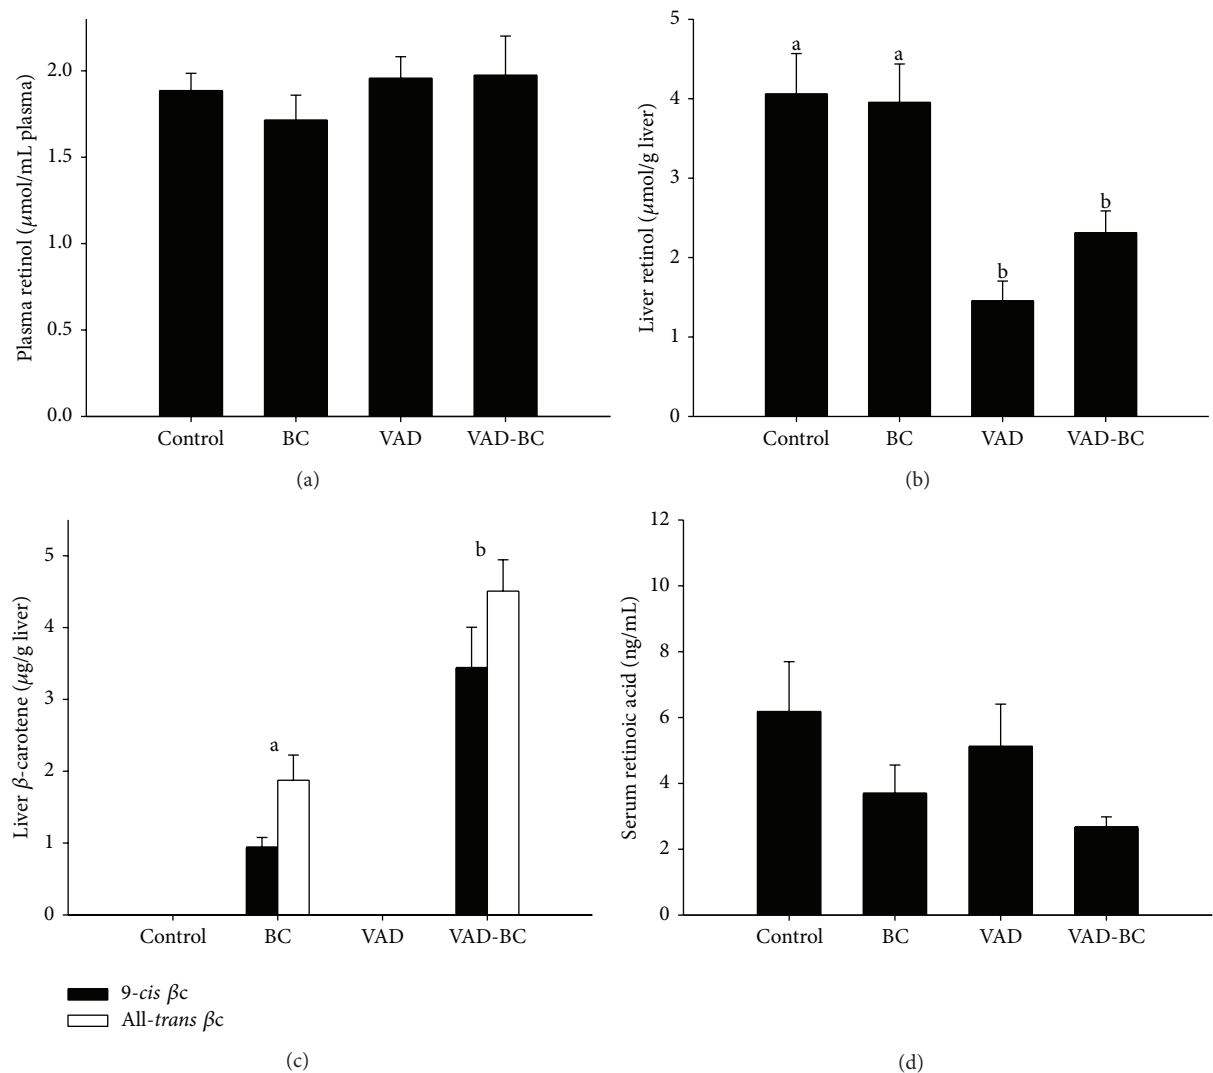 Plasma retinol (μmol/mL plasma)
2.0
1.5
1.0
0.5
0.0
Control BC VAD VAD-BC
(a)
Liver retinol (μmol/g liver)
5
4
3
2
1
0
a a b b
Control BC VAD VAD-BC
(b)
Liver β-carotene (μg/g liver)
5
4
3
2
1
0
a b
Control BC VAD VAD-BC
9-cis βc
All-trans βc
(c)
Serum retinoic acid (ng/mL)
12
10
8
6
4
2
0
Control BC VAD VAD-BC
(d)